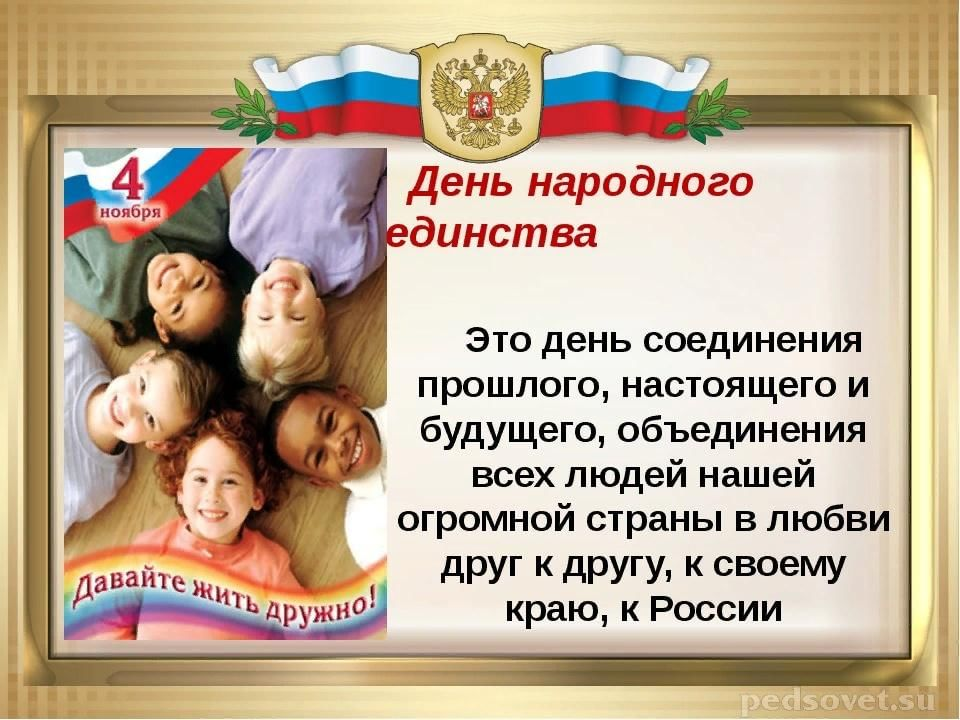 4
ноября
День народного
единства
Это день соединения
прошлого, настоящего и
будущего, объединения
всех людей нашей
огромной страны в любви
друг к другу, к своему
краю, к России
Давайте жить дружно!
pedsovet.su